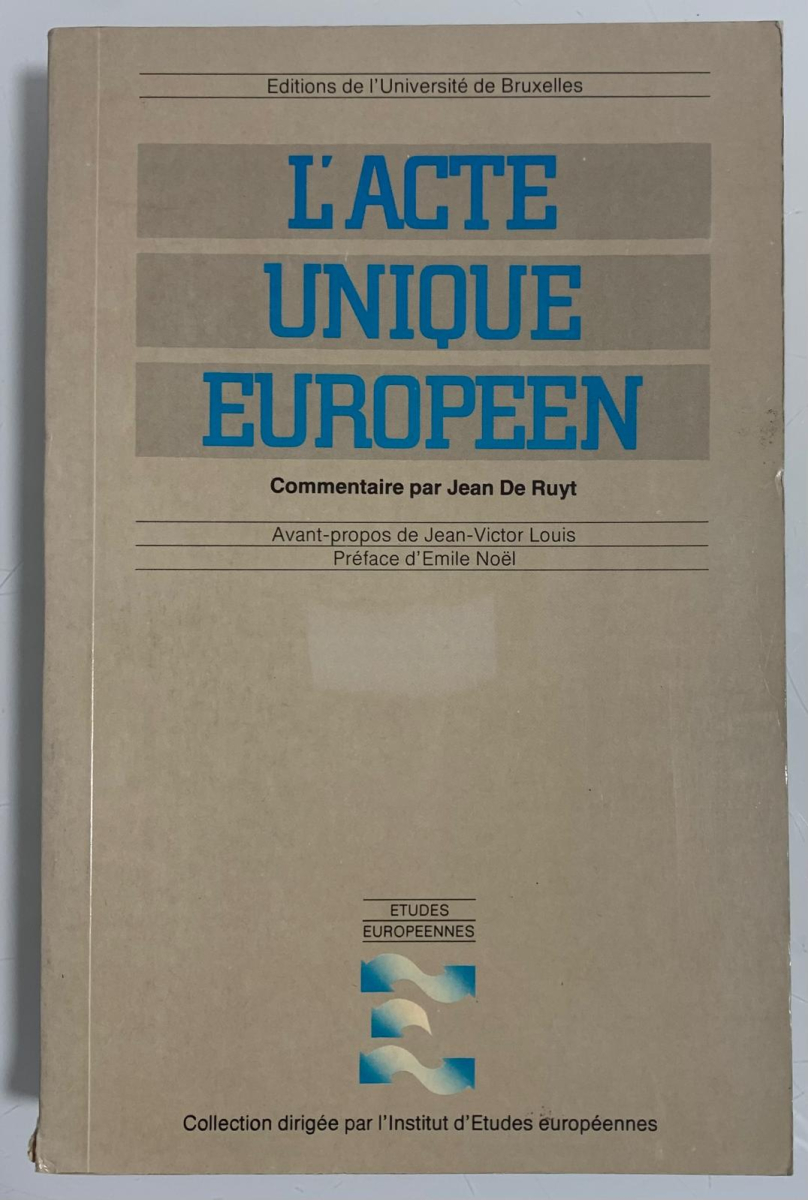 Editions de l'Université de Bruxelles
L'ACTE
UNIQUE
EUROPEEN
Commentaire par Jean De Ruyt
Avant-propos de Jean-Victor Louis
Préface d'Emile Noël
ETUDES
EUROPEENNES
Collection dirigée par l'Institut d'Etudes européennes